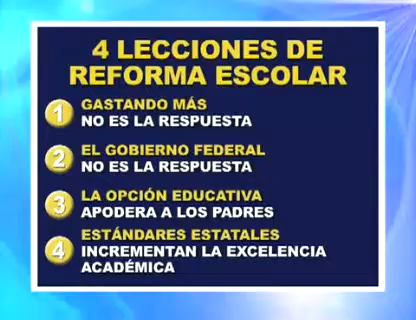 4 LECCIONES DE
REFORMA ESCOLAR
1 GASTANDO MÁS
NO ES LA RESPUESTA
2 EL GOBIERNO FEDERAL
NO ES LA RESPUESTA
3 LA OPCIÓN EDUCATIVA
APODERA A LOS PADRES
4 ESTÁNDARES ESTATALES
INCREMENTAN LA EXCELENCIA
ACADÉMICA